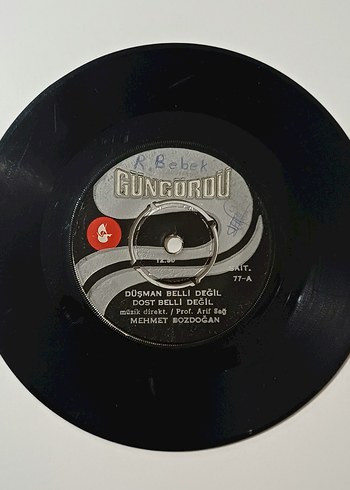 R. Bebek
GÜNGÖRDÜ
77-A
DÜŞMAN BELLİ DEĞİL
DOST BELLİ DEĞİL
müzik direkt. / Prof. Arif Sağ
MEHMET BOZDOĞAN